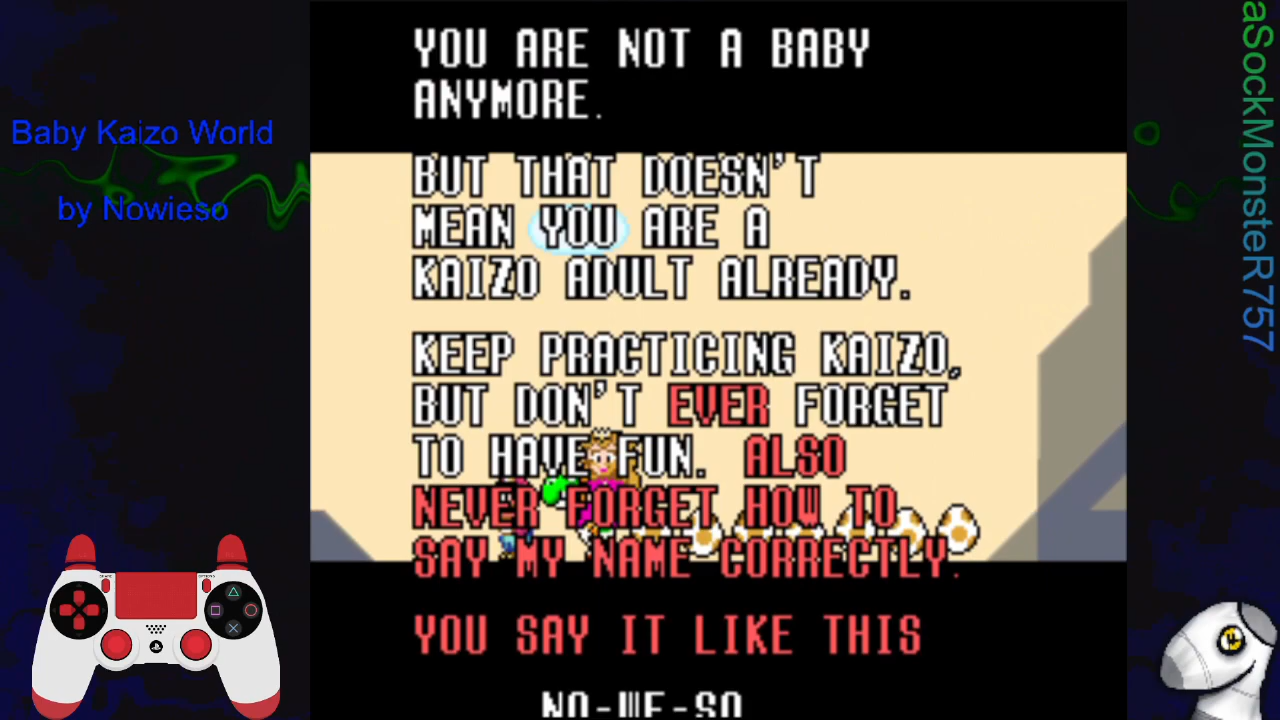 YOU ARE NOT A BABY
ANYMORE.
BUT THAT DOESN'T
MEAN YOU ARE A
KAIZO ADULT ALREADY.
KEEP PRACTICING KAIZO,
BUT DON'T EVER FORGET
TO HAVE FUN. ALSO
NEVER FORGET HOW TO
SAY MY NAME CORRECTLY.
YOU SAY IT LIKE THIS
NO-WE-SO
Baby Kaizo World
by Nowieso
aSockMonsteR757
SHARE
OPTIONS